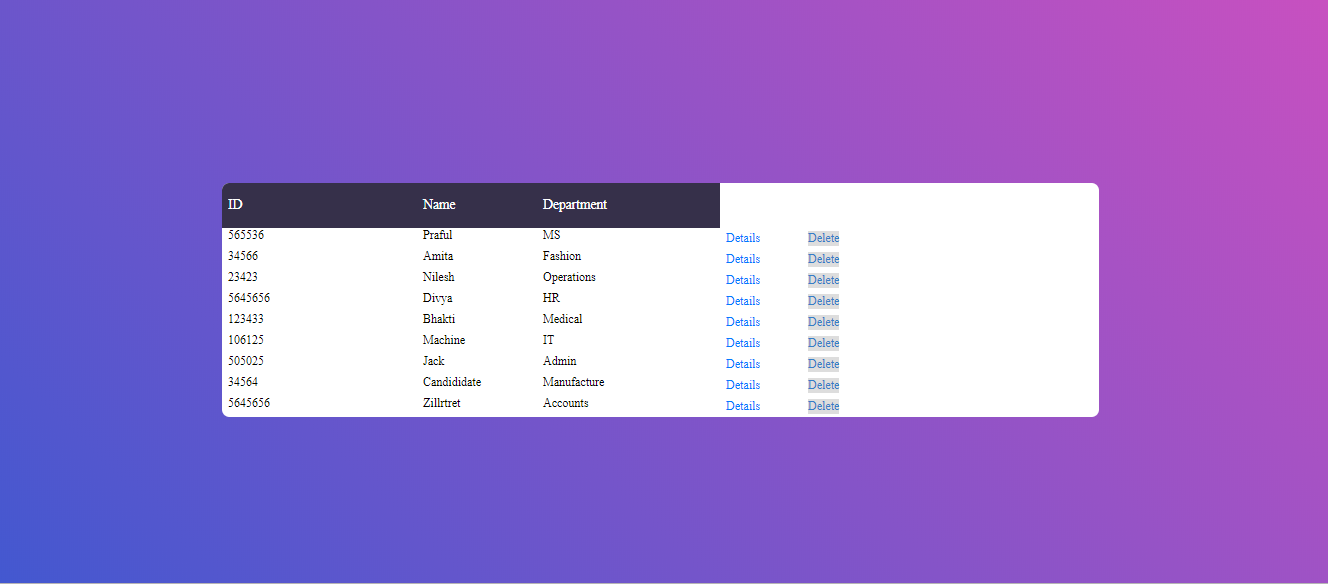 ID Name Department
565536 Praful MS Details Delete
34566 Amita Fashion Details Delete
23423 Nilesh Operations Details Delete
5645656 Divya HR Details Delete
123433 Bhakti Medical Details Delete
106125 Machine IT Details Delete
505025 Jack Admin Details Delete
34564 Candididate Manufacture Details Delete
5645656 Zillrtret Accounts Details Delete